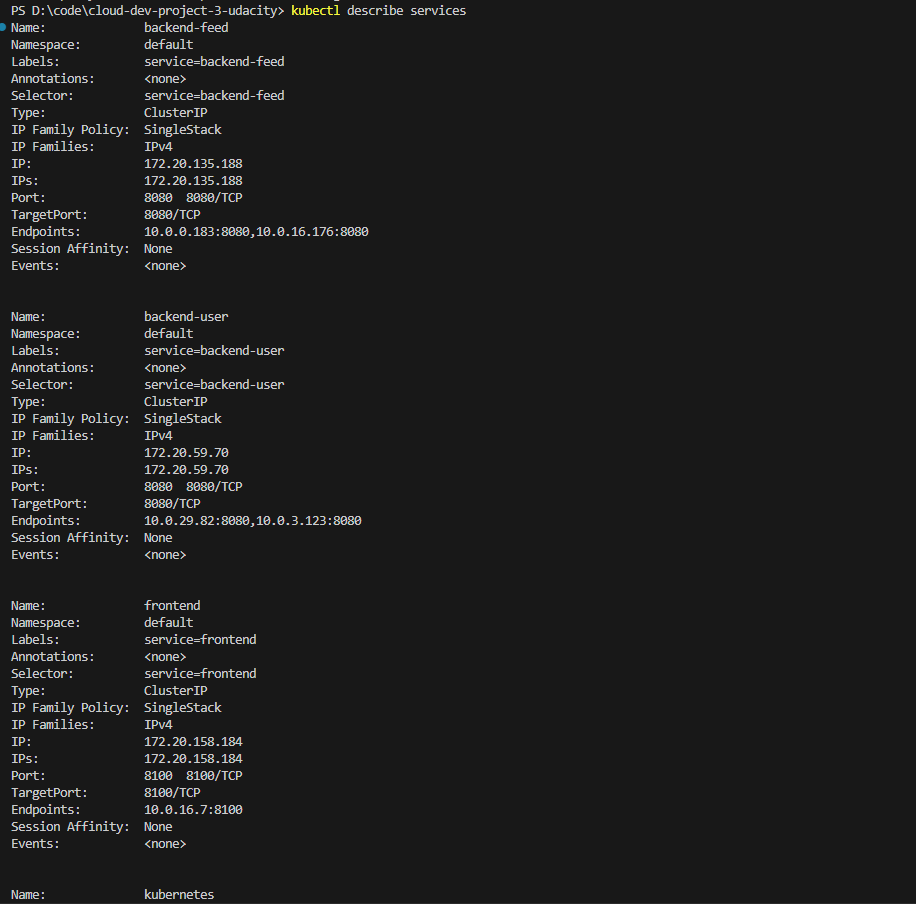 PS D:\code\cloud-dev-project-3-udacity> kubectl describe services
Name:              backend-feed
Namespace:         default
Labels:            service=backend-feed
Annotations:       <none>
Selector:          service=backend-feed
Type:              ClusterIP
IP Family Policy:  SingleStack
IP Families:       IPv4
IP:                172.20.135.188
IPs:               172.20.135.188
Port:              8080  8080/TCP
TargetPort:        8080/TCP
Endpoints:         10.0.0.183:8080,10.0.16.176:8080
Session Affinity:  None
Events:            <none>

Name:              backend-user
Namespace:         default
Labels:            service=backend-user
Annotations:       <none>
Selector:          service=backend-user
Type:              ClusterIP
IP Family Policy:  SingleStack
IP Families:       IPv4
IP:                172.20.59.70
IPs:               172.20.59.70
Port:              8080  8080/TCP
TargetPort:        8080/TCP
Endpoints:         10.0.29.82:8080,10.0.3.123:8080
Session Affinity:  None
Events:            <none>

Name:              frontend
Namespace:         default
Labels:            service=frontend
Annotations:       <none>
Selector:          service=frontend
Type:              ClusterIP
IP Family Policy:  SingleStack
IP Families:       IPv4
IP:                172.20.158.184
IPs:               172.20.158.184
Port:              8100  8100/TCP
TargetPort:        8100/TCP
Endpoints:         10.0.16.7:8100
Session Affinity:  None
Events:            <none>

Name:              kubernetes